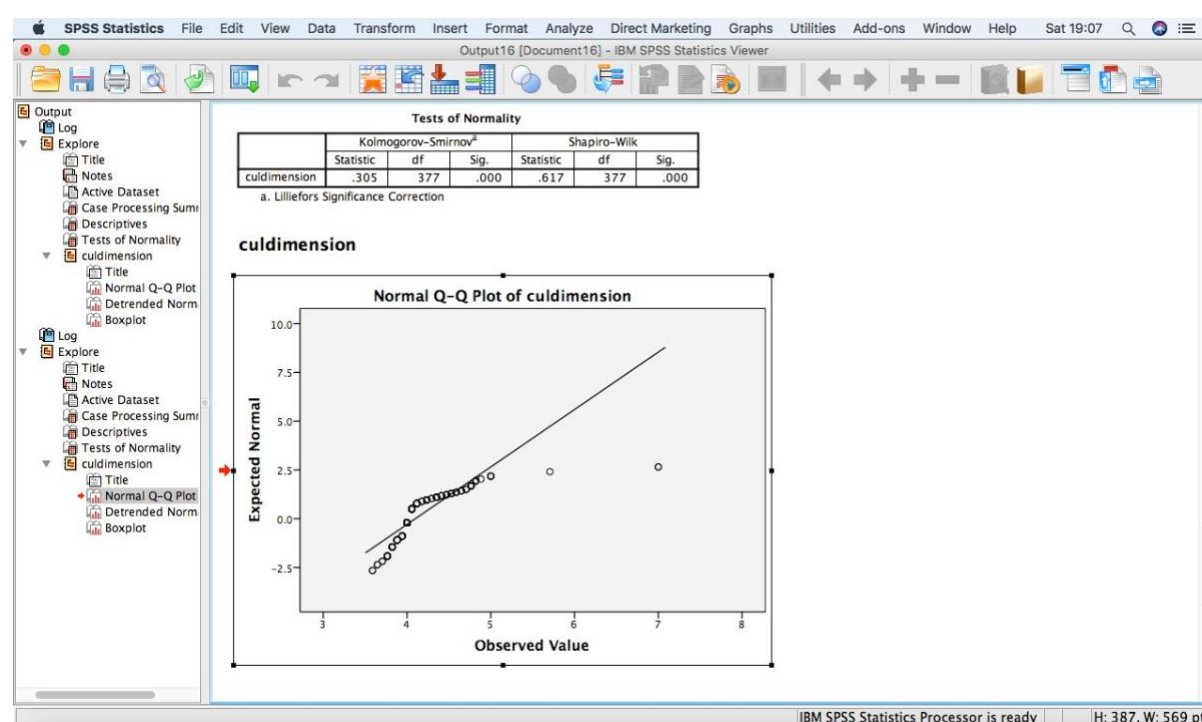 SPSS Statistics File Edit View Data Transform Insert Format Analyze Direct Marketing Graphs Utilities Add-ons Window Help Sat 19:07
Output16 [Document16] - IBM SPSS Statistics Viewer
Output
Log
Explore
Title
Notes
Active Dataset
Case Processing Summ
Descriptives
Tests of Normality
culdimension
Title
Normal Q-Q Plot
Detrended Norm
Boxplot
Log
Explore
Title
Notes
Active Dataset
Case Processing Summ
Descriptives
Tests of Normality
culdimension
Title
Normal Q-Q Plot
Detrended Norm
Boxplot
Tests of Normality
Kolmogorov-Smirnov^a Shapiro-Wilk
Statistic df Sig. Statistic df Sig.
culdimension .305 377 .000 .617 377 .000
a. Lilliefors Significance Correction
culdimension
Normal Q-Q Plot of culdimension
Expected Normal
10.0
7.5
5.0
2.5
0.0
-2.5
3 4 5 6 7 8
Observed Value
IBM SPSS Statistics Processor is ready H: 387, W: 569 pt